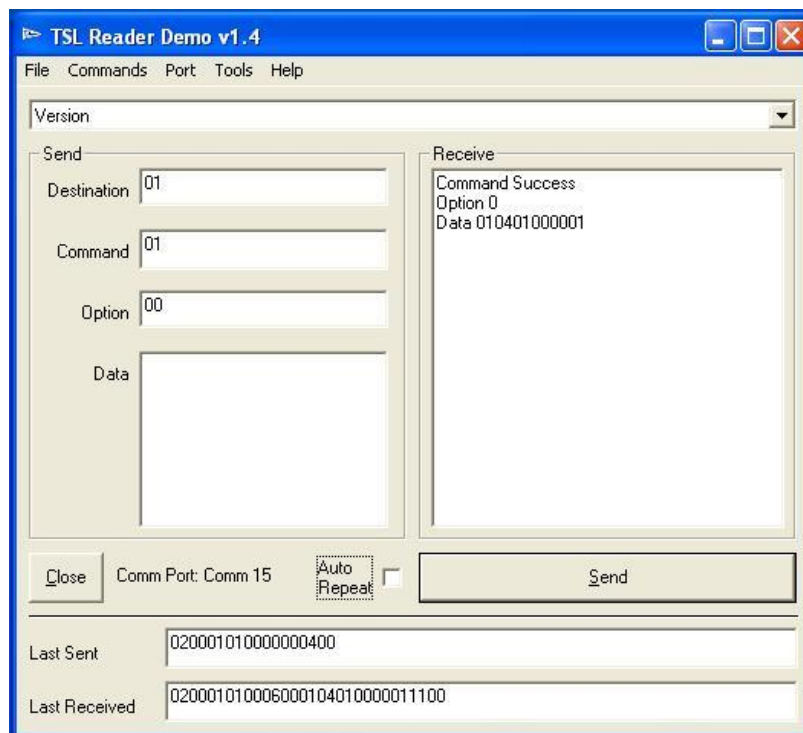 TSL Reader Demo v1.4
File Commands Port Tools Help
Version
Send
Destination 01
Command 01
Option 00
Data
Receive
Command Success
Option 0
Data 010401000001
Close Comm Port: Comm 15 Auto
Repeat Send
Last Sent 020001010000000400
Last Received 020001010006000104010000011100